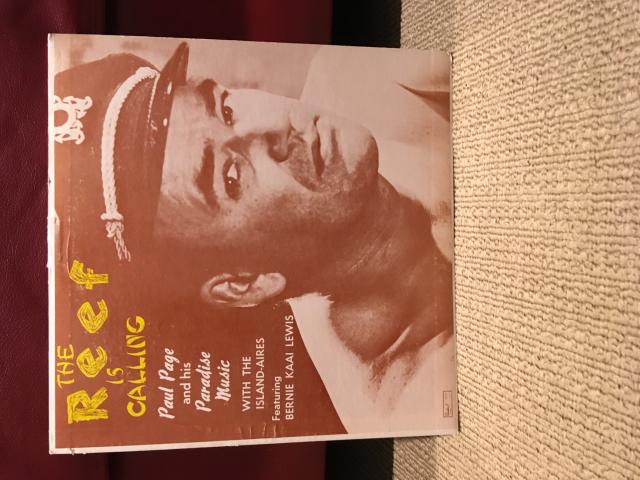 THE
Reef
IS
CALLING
Paul Page
and his
Paradise
Music
WITH THE
ISLAND-AIRES
Featuring
BERNIE KAAI LEWIS